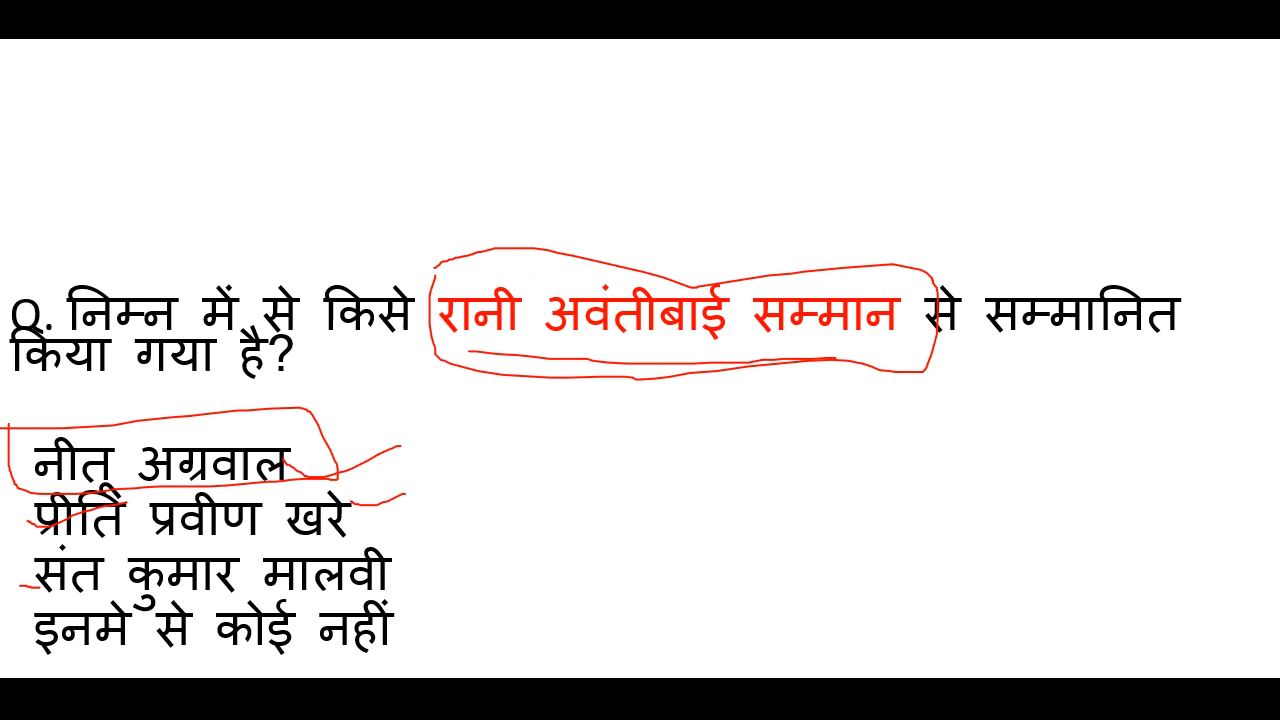 Q. निम्न में से किसे रानी अवंतीबाई सम्मान से सम्मानित
किया गया है?
नीतू अग्रवाल
प्रीति प्रवीण खरे
संत कुमार मालवी
इनमे से कोई नहीं